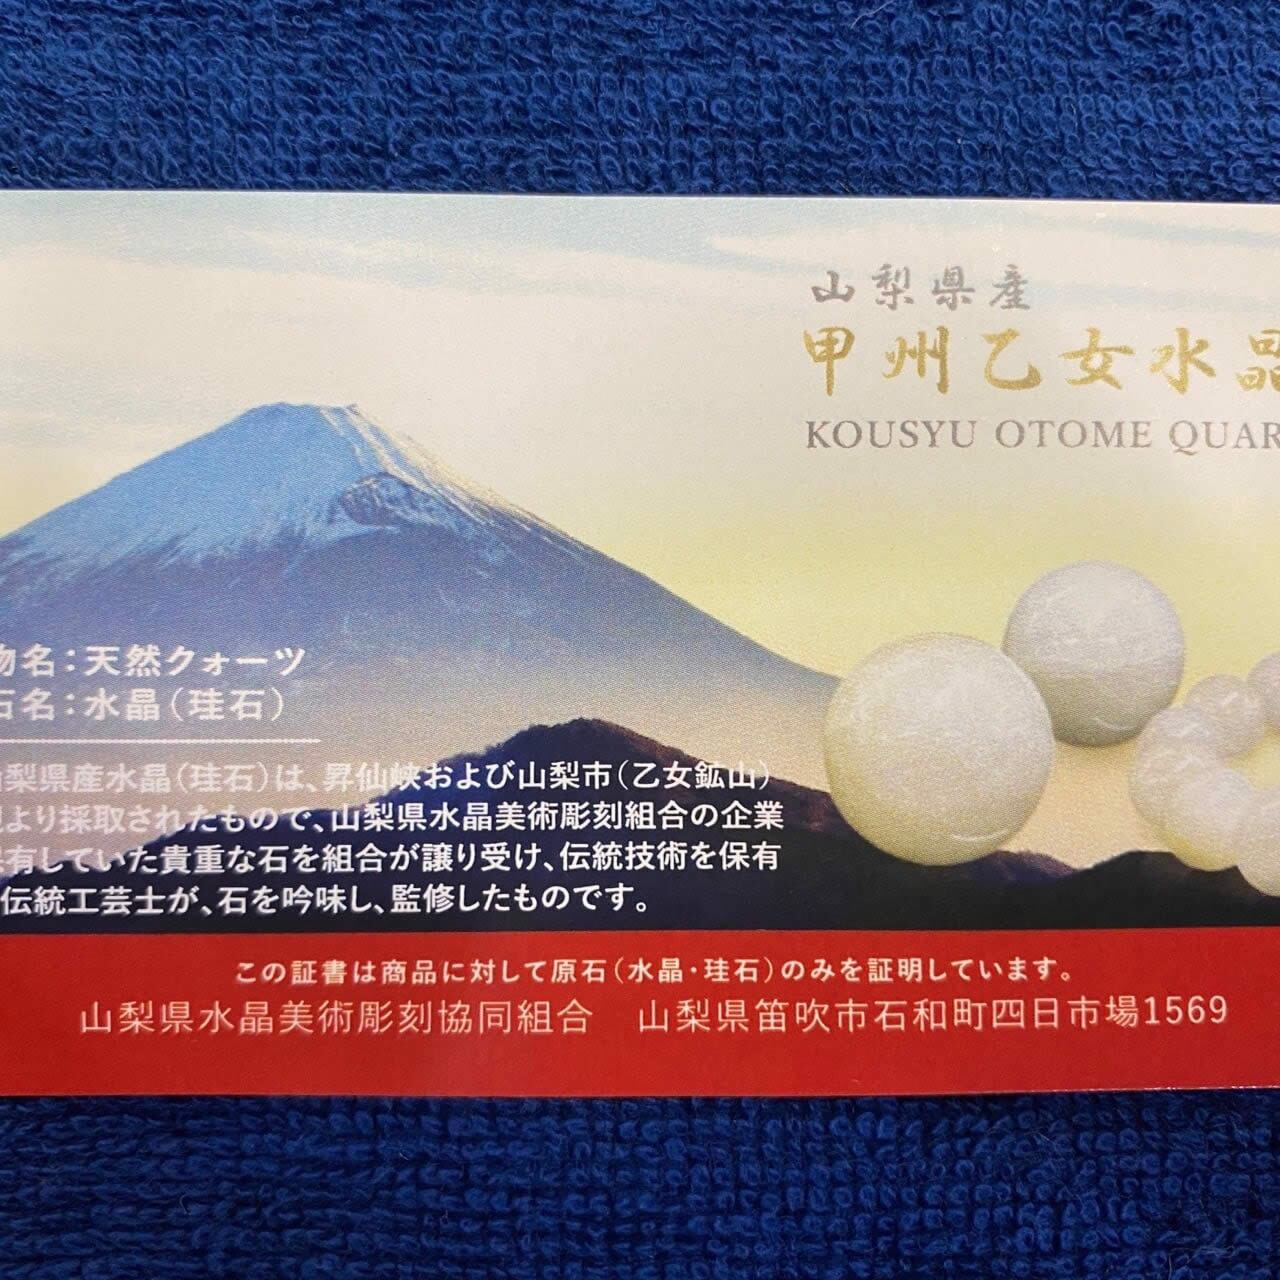 山梨県産
甲州乙女水晶
KOUSYU OTOME QUAR
物名：天然クォーツ
石名：水晶（珪石）
梨県産水晶（珪石）は、昇仙峡および山梨市（乙女鉱山）
より採取されたもので、山梨県水晶美術彫刻組合の企業
有していた貴重な石を組合が譲り受け、伝統技術を保有
伝統工芸士が、石を吟味し、監修したものです。
この証書は商品に対して原石（水晶・珪石）のみを証明しています。
山梨県水晶美術彫刻協同組合　山梨県笛吹市石和町四日市場1569